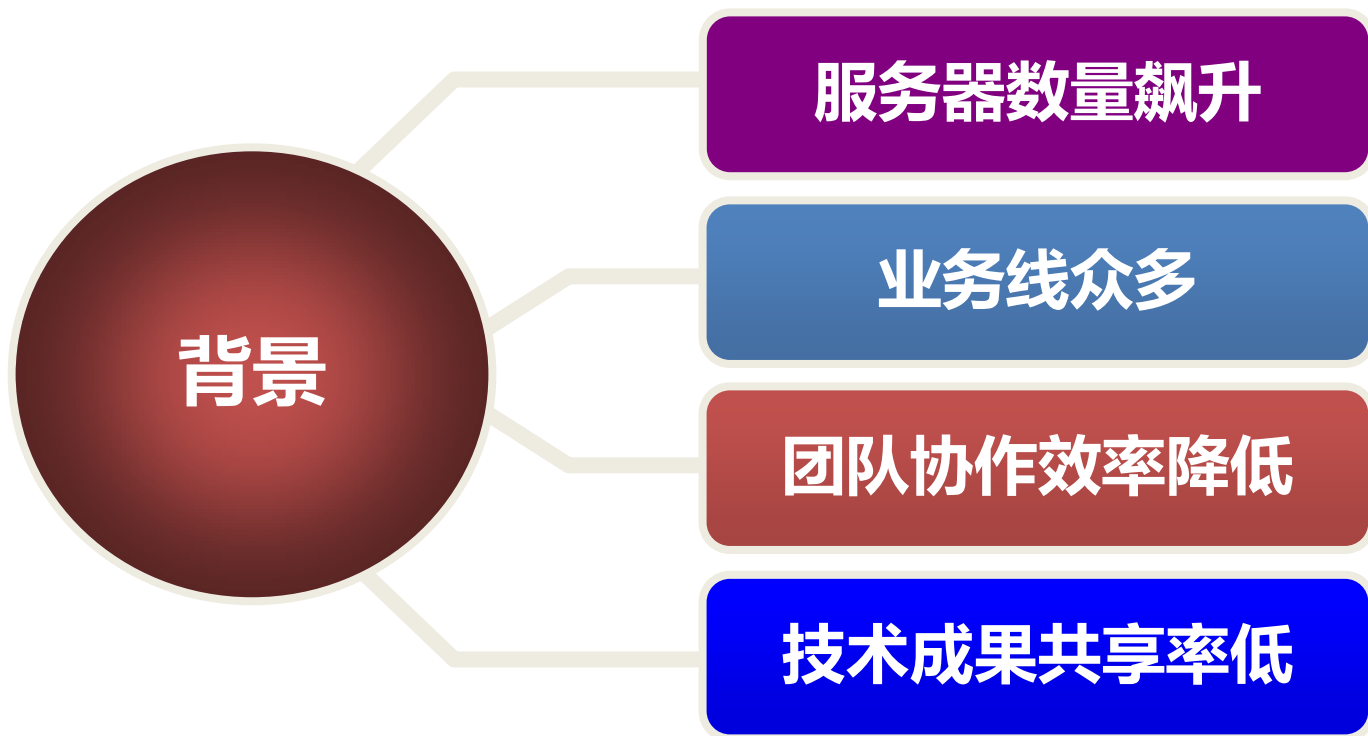 背景
服务器数量飙升
业务线众多
团队协作效率降低
技术成果共享率低